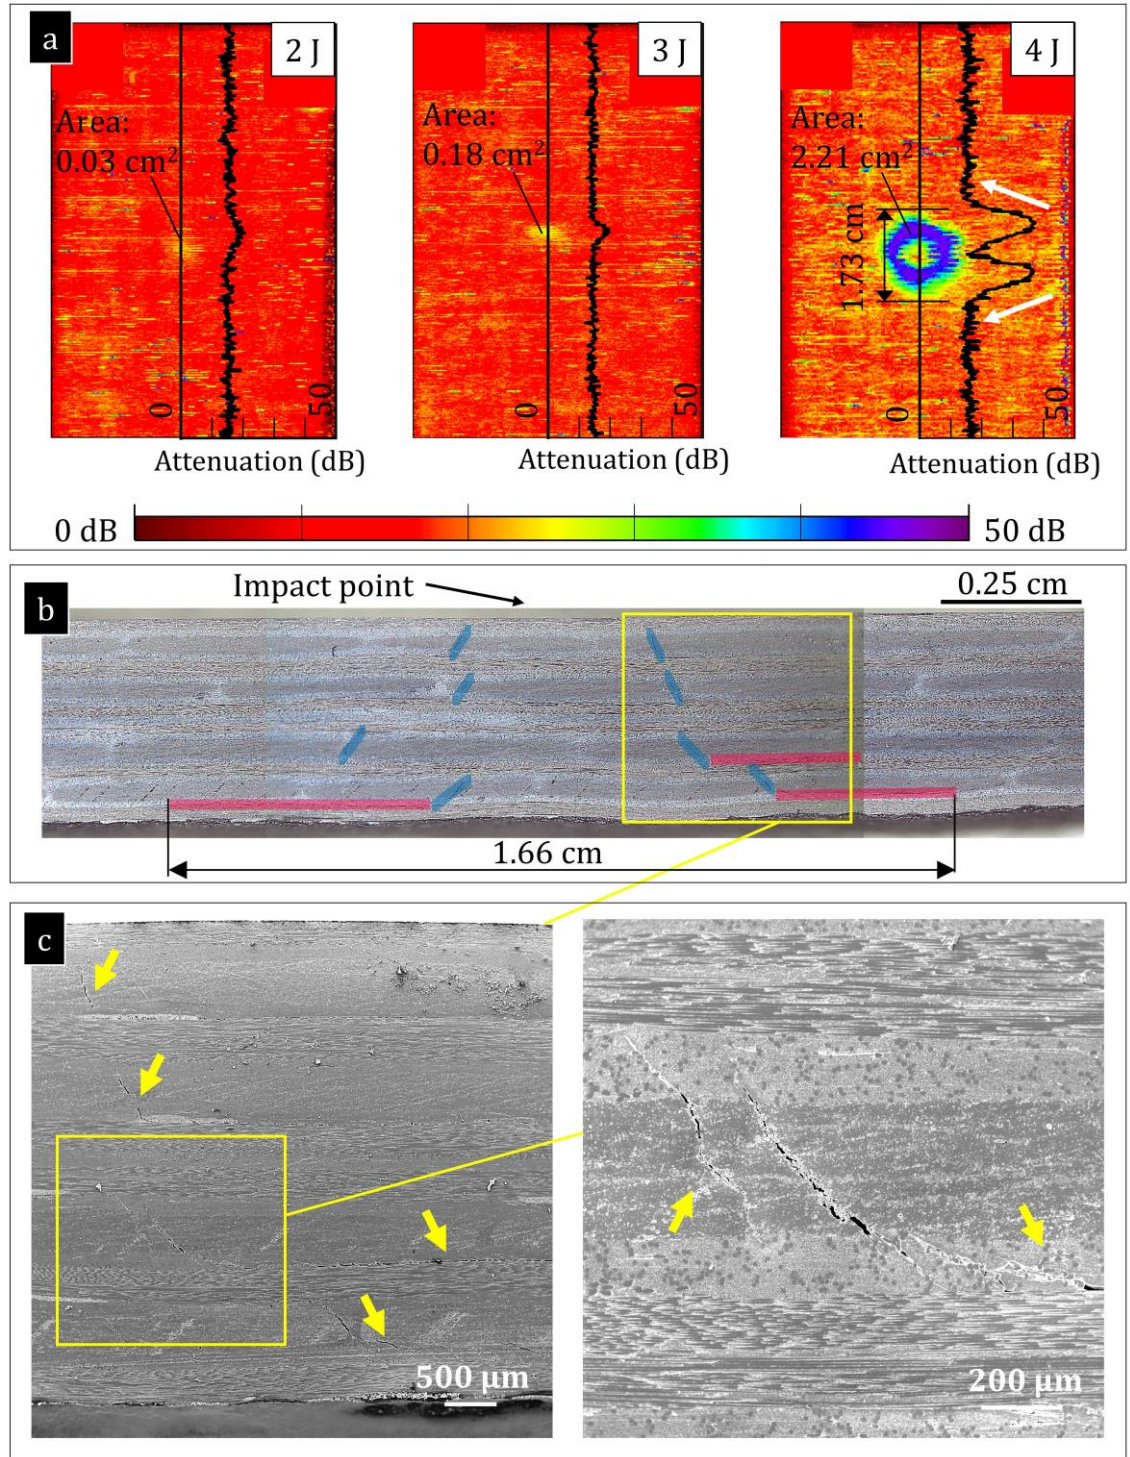 a
2 J
3 J
4 J
Area:
0.03 cm²
Area:
0.18 cm²
Area:
2.21 cm²
1.73 cm
0
50
0
50
0
50
Attenuation (dB)
Attenuation (dB)
Attenuation (dB)
0 dB
50 dB
b
Impact point
0.25 cm
1.66 cm
c
500 µm
200 µm